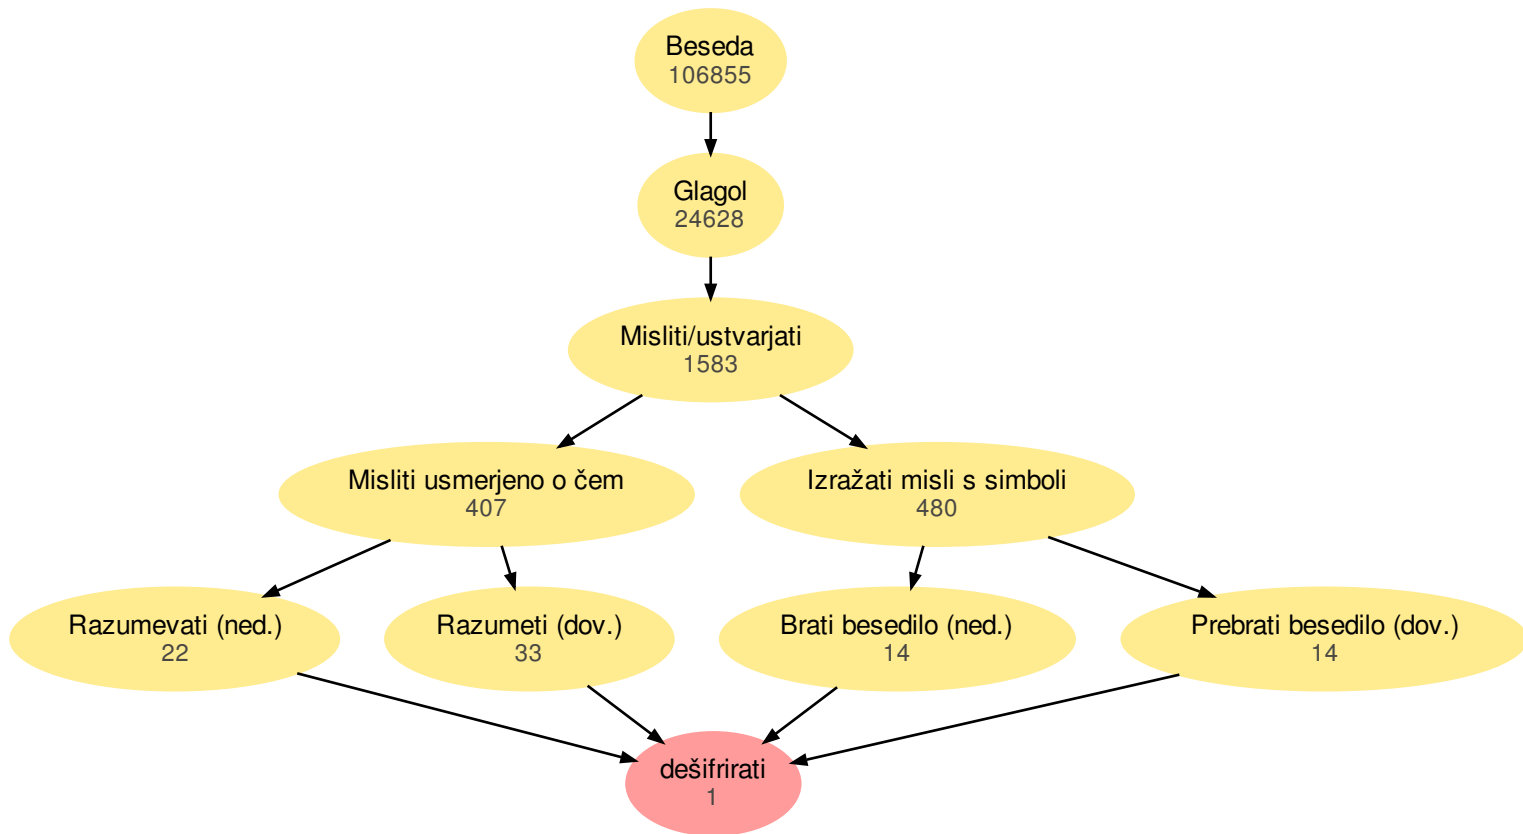 Beseda
106855
Glagol
24628
Misliti/ustvarjati
1583
Misliti usmerjeno o čem
407
Izražati misli s simboli
480
Razumevati (ned.)
22
Razumeti (dov.)
33
Brati besedilo (ned.)
14
Prebrati besedilo (dov.)
14
dešifrirati
1